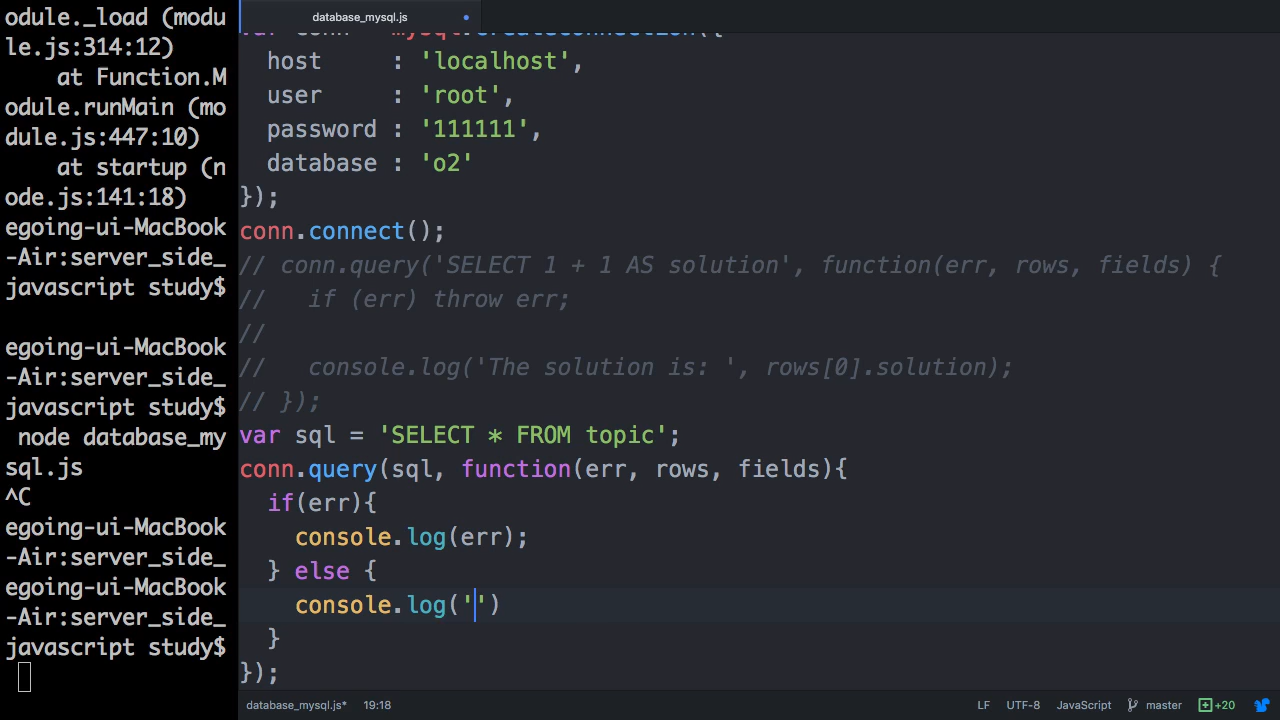 odule._load (modu
le.js:314:12)
    at Function.M
odule.runMain (mo
dule.js:447:10)
    at startup (n
ode.js:141:18)
egoing-ui-MacBook
-Air:server_side_
javascript study$
egoing-ui-MacBook
-Air:server_side_
javascript study$
 node database_my
sql.js
^C
egoing-ui-MacBook
-Air:server_side_
egoing-ui-MacBook
-Air:server_side_
javascript study$
database_mysql.js
var conn = mysql.createConnection({
  host     : 'localhost',
  user     : 'root',
  password : '111111',
  database : 'o2'
});
conn.connect();
// conn.query('SELECT 1 + 1 AS solution', function(err, rows, fields) {
//   if (err) throw err;
//
//   console.log('The solution is: ', rows[0].solution);
// });
var sql = 'SELECT * FROM topic';
conn.query(sql, function(err, rows, fields){
  if(err){
    console.log(err);
  } else {
    console.log('')
  }
});
database_mysql.js* 19:18 LF UTF-8 JavaScript master +20